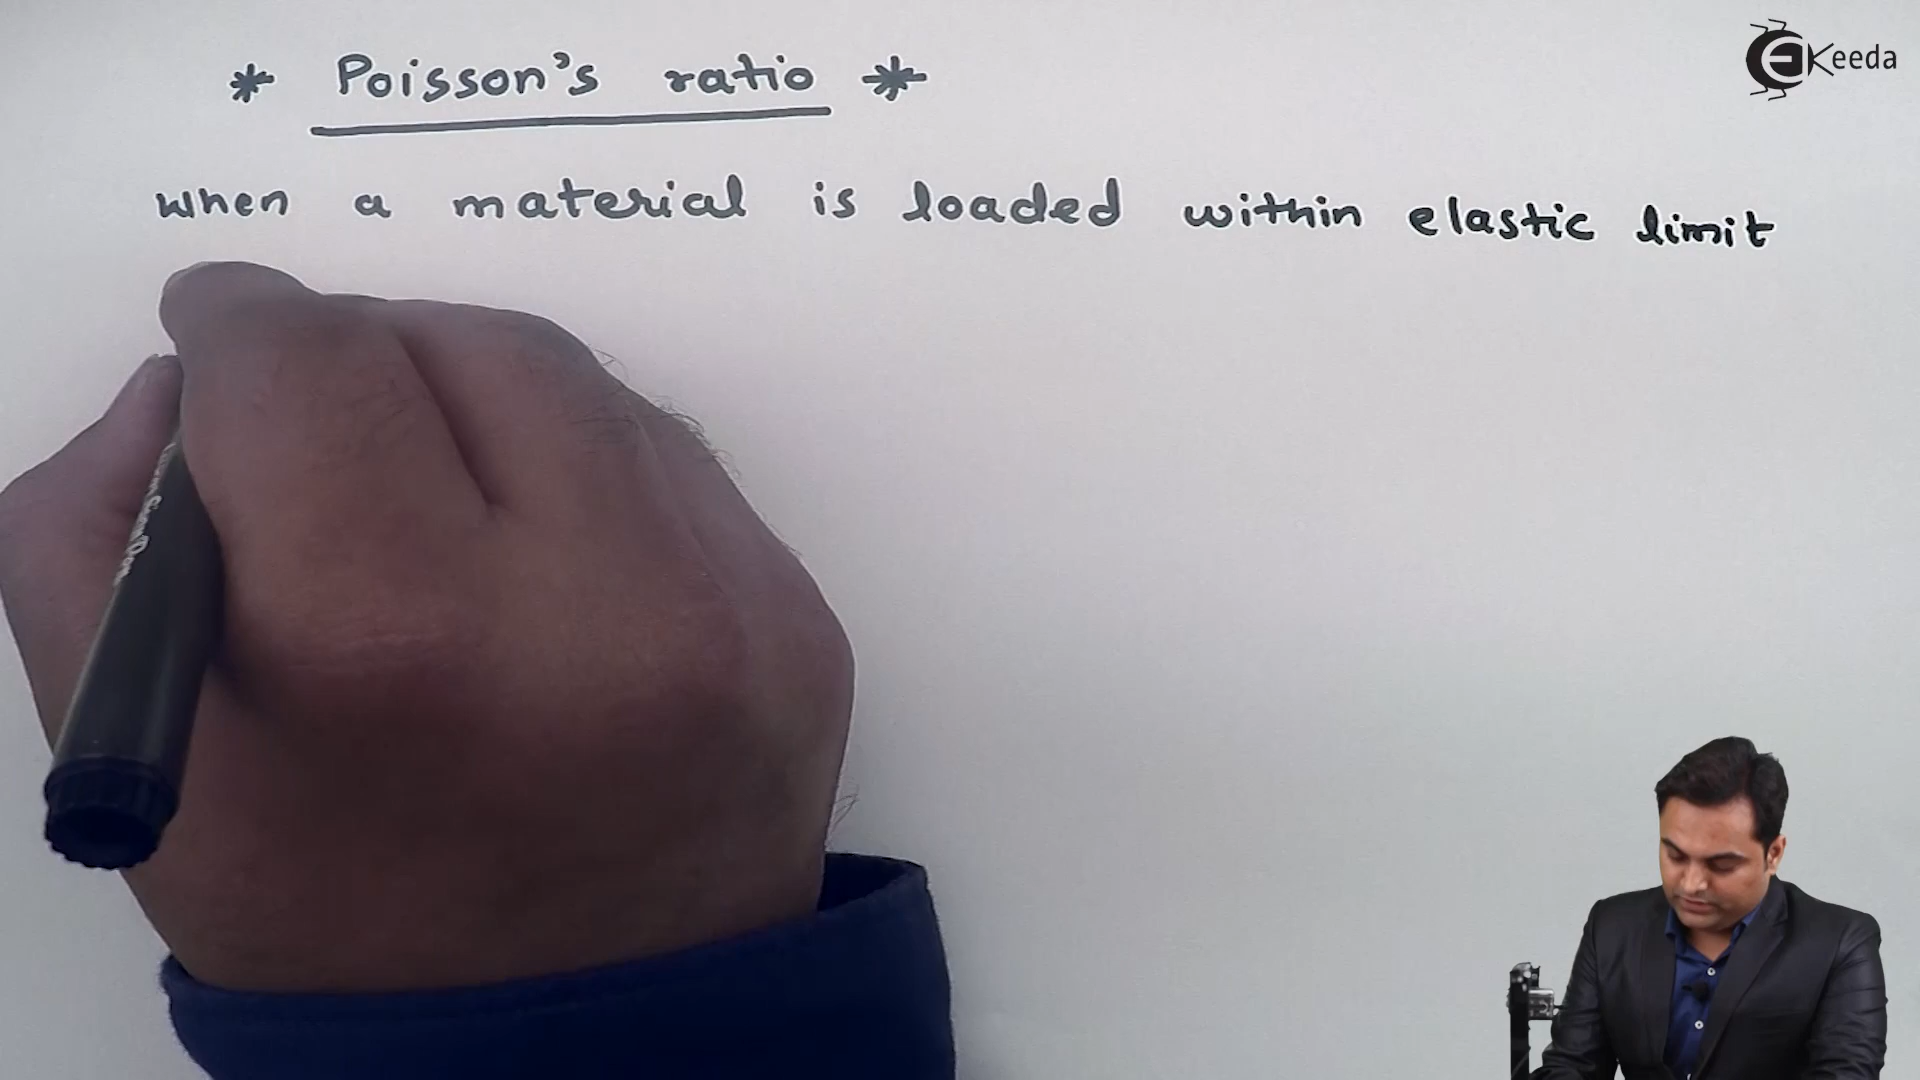 * Poisson's ratio *
EKeeda
when a material is loaded within elastic limit